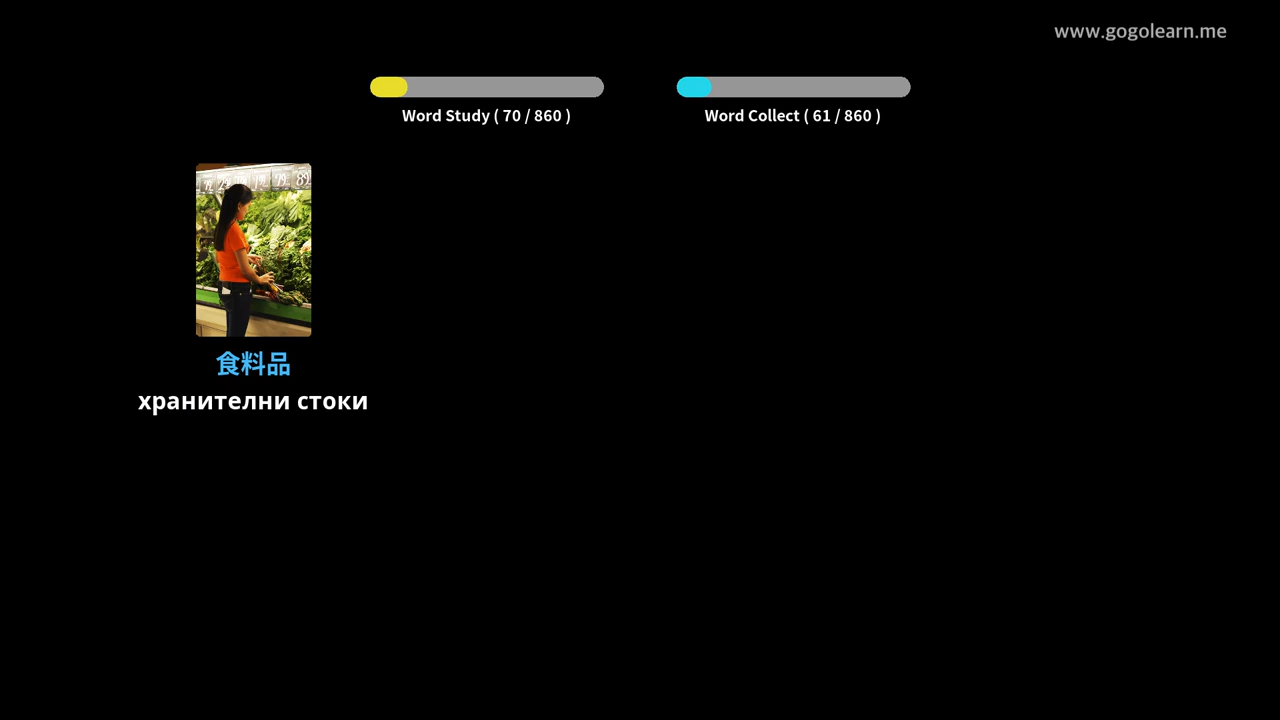 www.gogolearn.me
Word Study ( 70 / 860 )
Word Collect ( 61 / 860 )
食料品
хранителни стоки